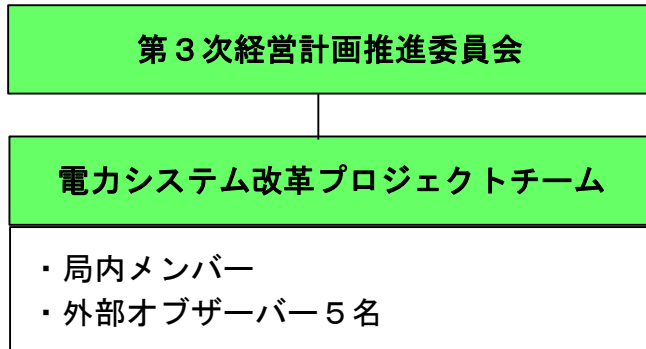 第３次経営計画推進委員会
電力システム改革プロジェクトチーム
・局内メンバー
・外部オブザーバー５名